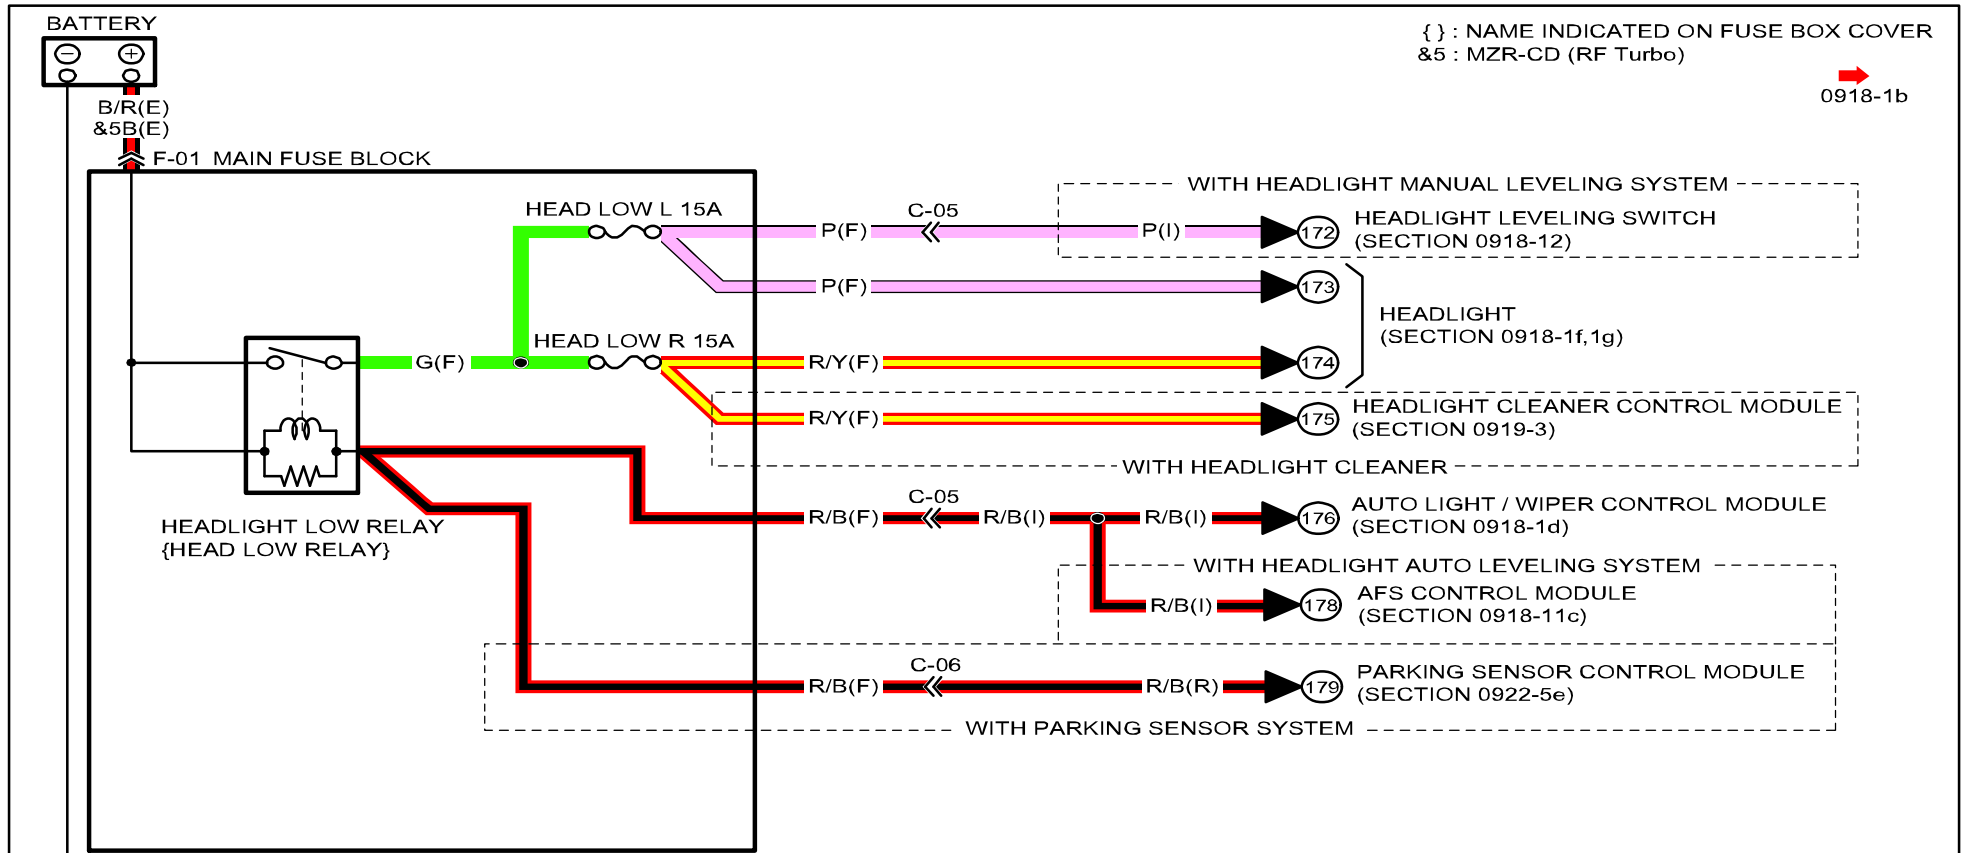 BATTERY
{ } : NAME INDICATED ON FUSE BOX COVER
&5 : MZR-CD (RF Turbo)
− +
0918-1b
B/R(E)
&5B(E)
F-01 MAIN FUSE BLOCK
WITH HEADLIGHT MANUAL LEVELING SYSTEM
HEAD LOW L 15A
C-05
P(F)
P(I)
172
HEADLIGHT LEVELING SWITCH
(SECTION 0918-12)
P(F)
173
HEADLIGHT
(SECTION 0918-1f,1g)
HEAD LOW R 15A
G(F)
R/Y(F)
174
R/Y(F)
175
HEADLIGHT CLEANER CONTROL MODULE
(SECTION 0919-3)
WITH HEADLIGHT CLEANER
HEADLIGHT LOW RELAY
{HEAD LOW RELAY}
C-05
R/B(F)
R/B(I)
R/B(I)
176
AUTO LIGHT / WIPER CONTROL MODULE
(SECTION 0918-1d)
WITH HEADLIGHT AUTO LEVELING SYSTEM
R/B(I)
178
AFS CONTROL MODULE
(SECTION 0918-11c)
C-06
R/B(F)
R/B(R)
179
PARKING SENSOR CONTROL MODULE
(SECTION 0922-5e)
WITH PARKING SENSOR SYSTEM